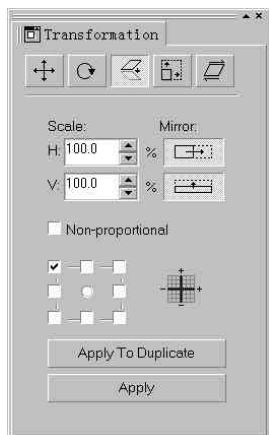 Transformation
Scale: Mirror:
H: 100.0 %
V: 100.0 %
Non-proportional
Apply To Duplicate
Apply